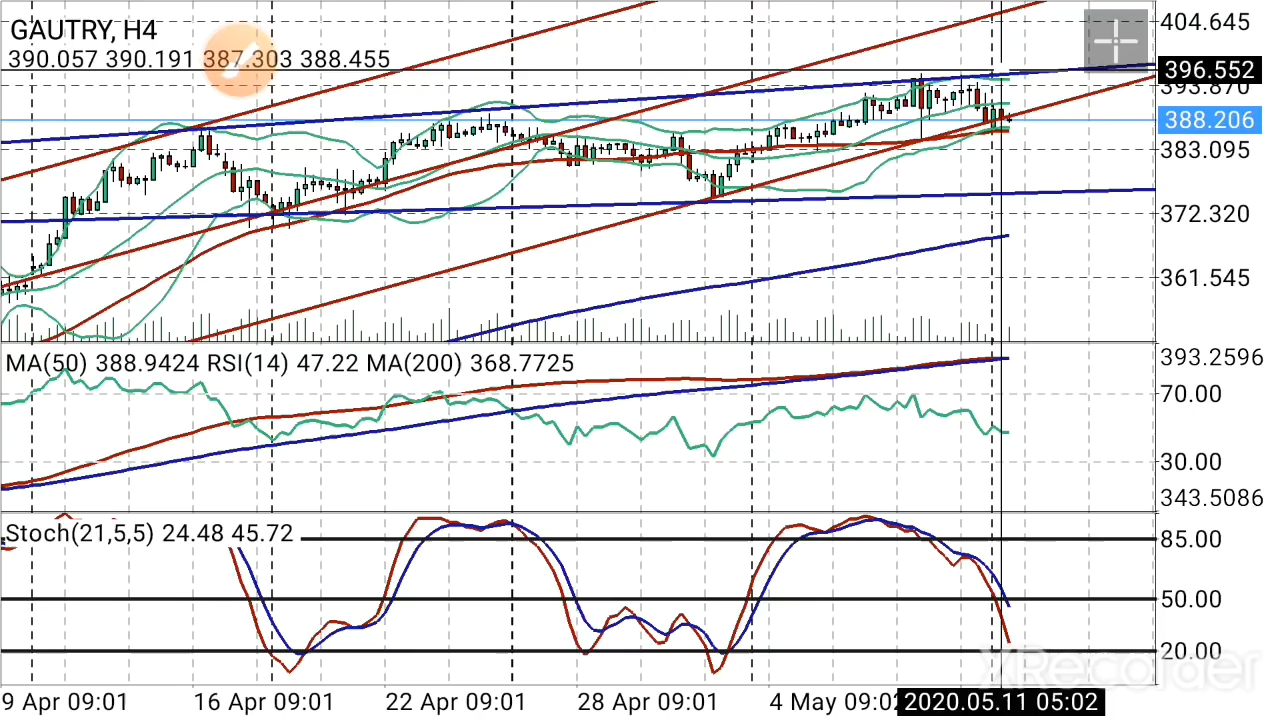 GAUTRY, H4
390.057 390.191 387.303 388.455
404.645
396.552
393.870
388.206
383.095
372.320
361.545
MA(50) 388.9424 RSI(14) 47.22 MA(200) 368.7725
393.2596
70.00
30.00
343.5086
Stoch(21,5,5) 24.48 45.72
85.00
50.00
20.00
XRecorder
9 Apr 09:01 16 Apr 09:01 22 Apr 09:01 28 Apr 09:01 4 May 09:02 2020.05.11 05:02